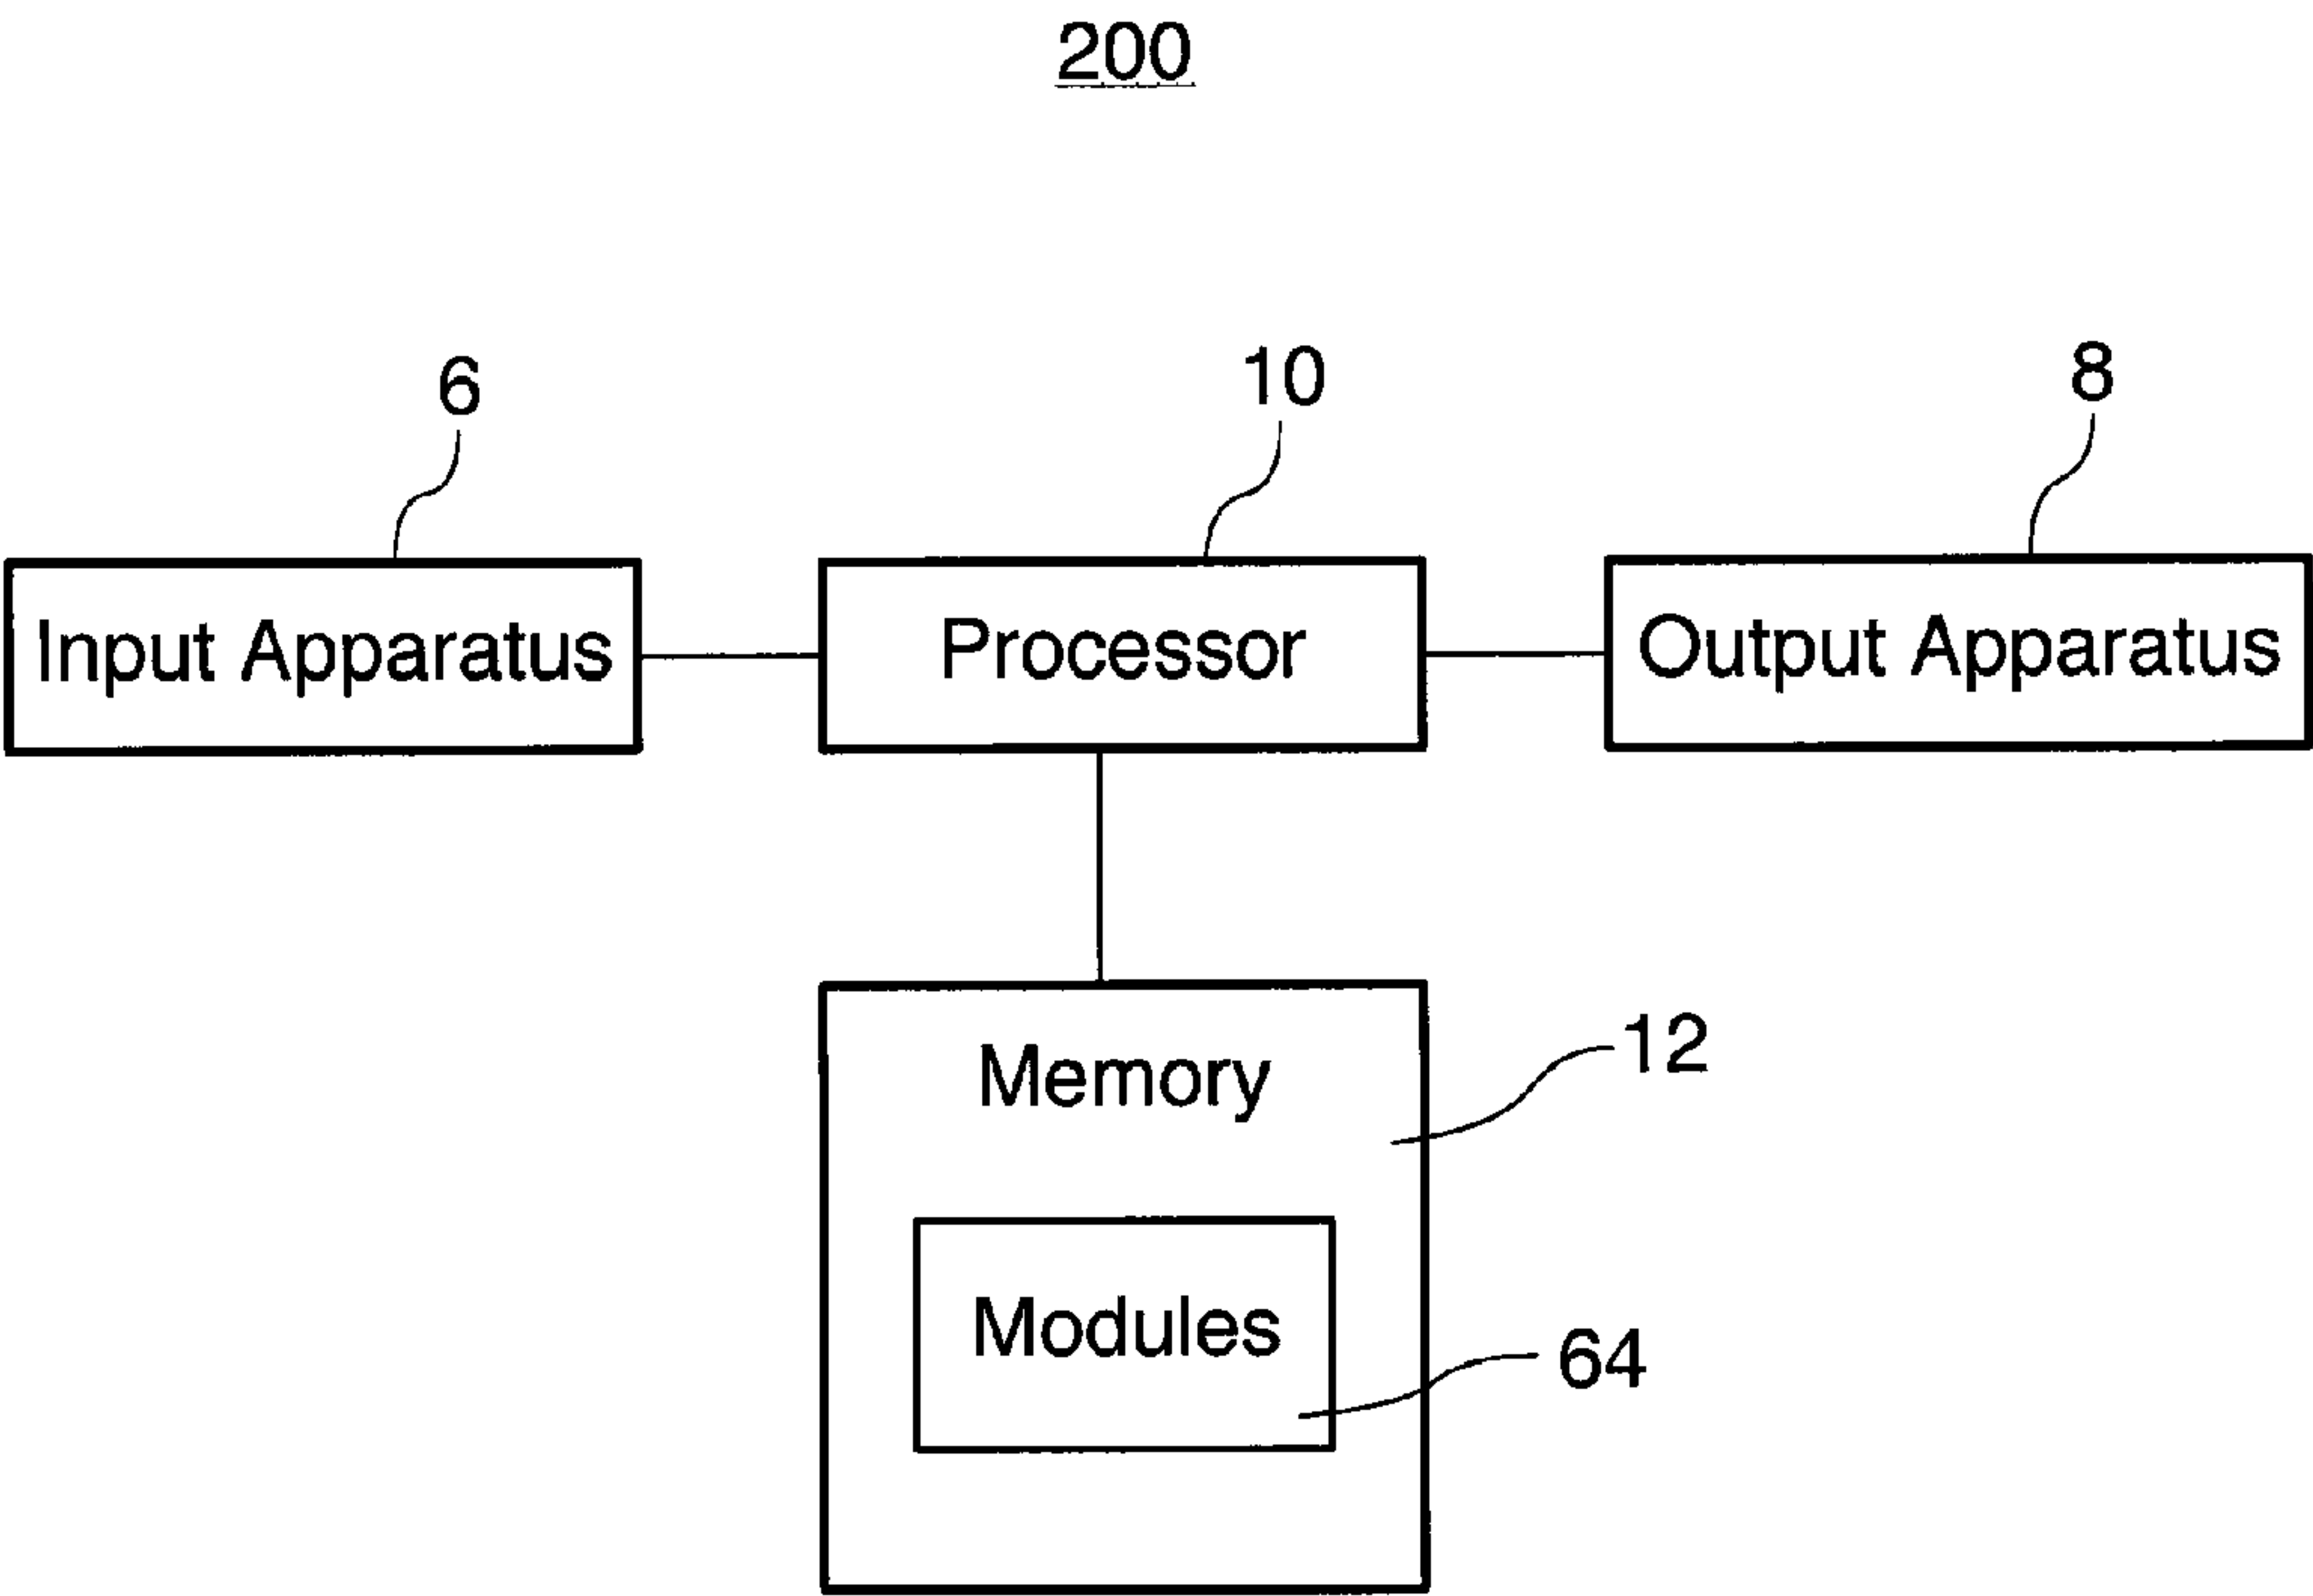 200
6
10
8
Input Apparatus
Processor
Output Apparatus
Memory
12
Modules
64